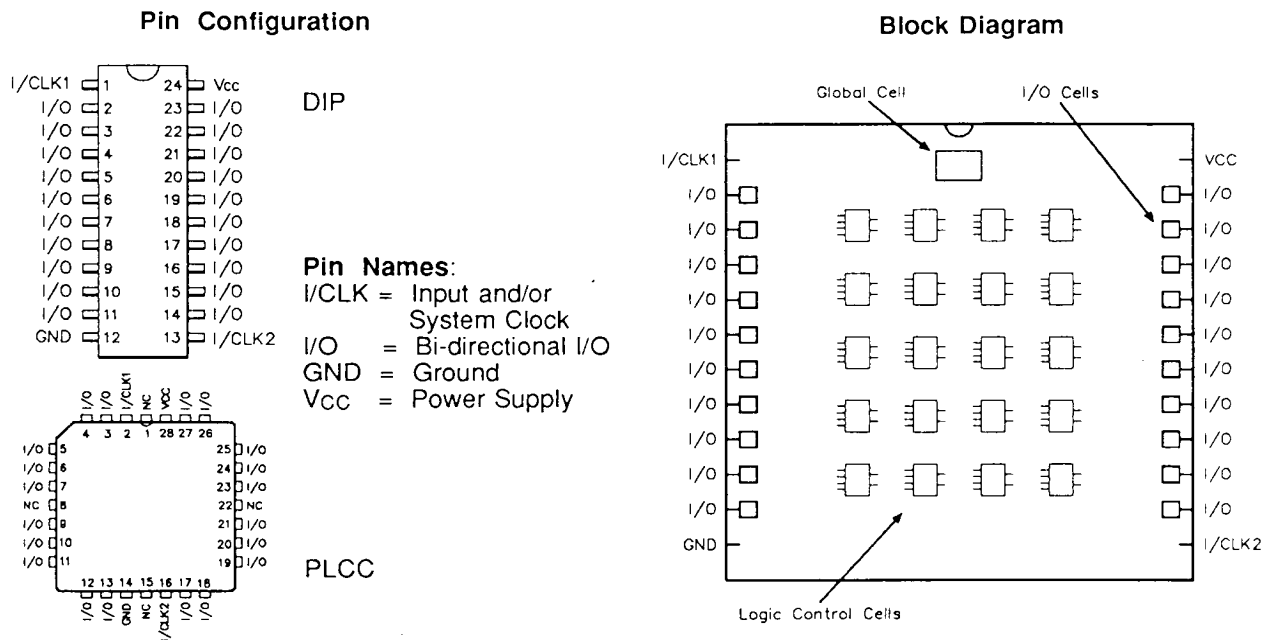 Pin Configuration
I/CLK1 1 24 Vcc
I/O 2 23 I/O
I/O 3 22 I/O
I/O 4 21 I/O
I/O 5 20 I/O
I/O 6 19 I/O
I/O 7 18 I/O
I/O 8 17 I/O
I/O 9 16 I/O
I/O 10 15 I/O
I/O 11 14 I/O
GND 12 13 I/CLK2
DIP
Pin Names:
I/CLK = Input and/or
System Clock
I/O = Bi-directional I/O
GND = Ground
VCC = Power Supply
I/O I/O I/CLK1 NC VCC I/O I/O
4 3 2 1 28 27 26
I/O 5 25 I/O
I/O 6 24 I/O
I/O 7 23 I/O
NC 8 22 NC
I/O 9 21 I/O
I/O 10 20 I/O
I/O 11 19 I/O
12 13 14 15 16 17 18
I/O I/O GND NC I/CLK2 I/O I/O
PLCC
Block Diagram
Global Cell I/O Cells
I/CLK1 VCC
I/O I/O
I/O I/O
I/O I/O
I/O I/O
I/O I/O
I/O I/O
I/O I/O
I/O I/O
I/O I/O
I/O I/O
GND I/CLK2
Logic Control Cells